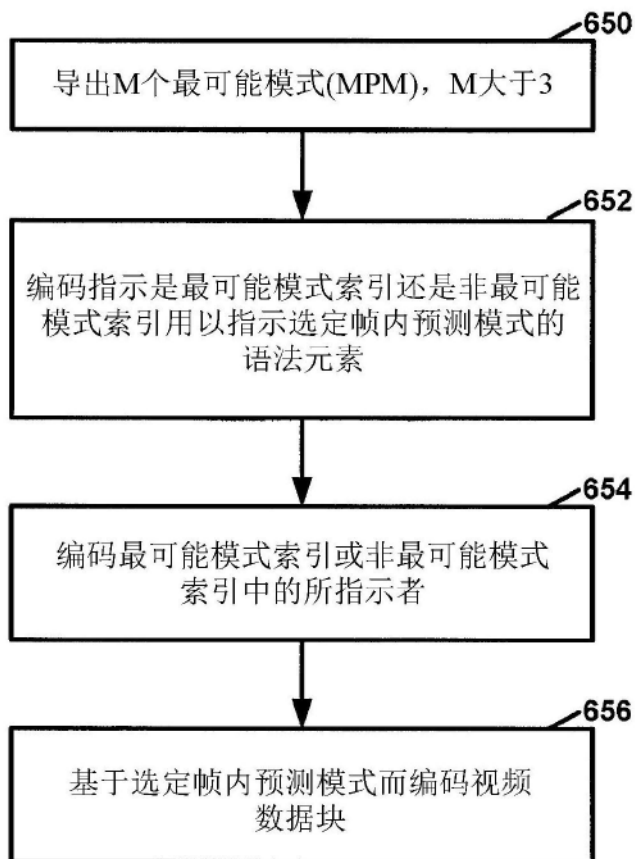 650
导出M个最可能模式(MPM)，M大于3
652
编码指示是最可能模式索引还是非最可能
模式索引用以指示选定帧内预测模式的
语法元素
654
编码最可能模式索引或非最可能模式
索引中的所指示者
656
基于选定帧内预测模式而编码视频
数据块